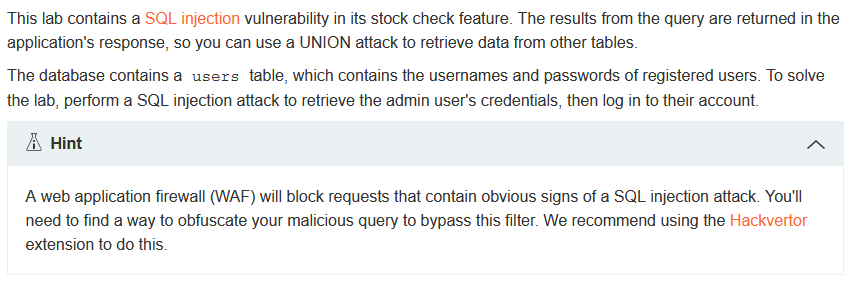 This lab contains a SQL injection vulnerability in its stock check feature. The results from the query are returned in the
application's response, so you can use a UNION attack to retrieve data from other tables.
The database contains a users table, which contains the usernames and passwords of registered users. To solve
the lab, perform a SQL injection attack to retrieve the admin user's credentials, then log in to their account.
Hint
A web application firewall (WAF) will block requests that contain obvious signs of a SQL injection attack. You'll
need to find a way to obfuscate your malicious query to bypass this filter. We recommend using the Hackvertor
extension to do this.